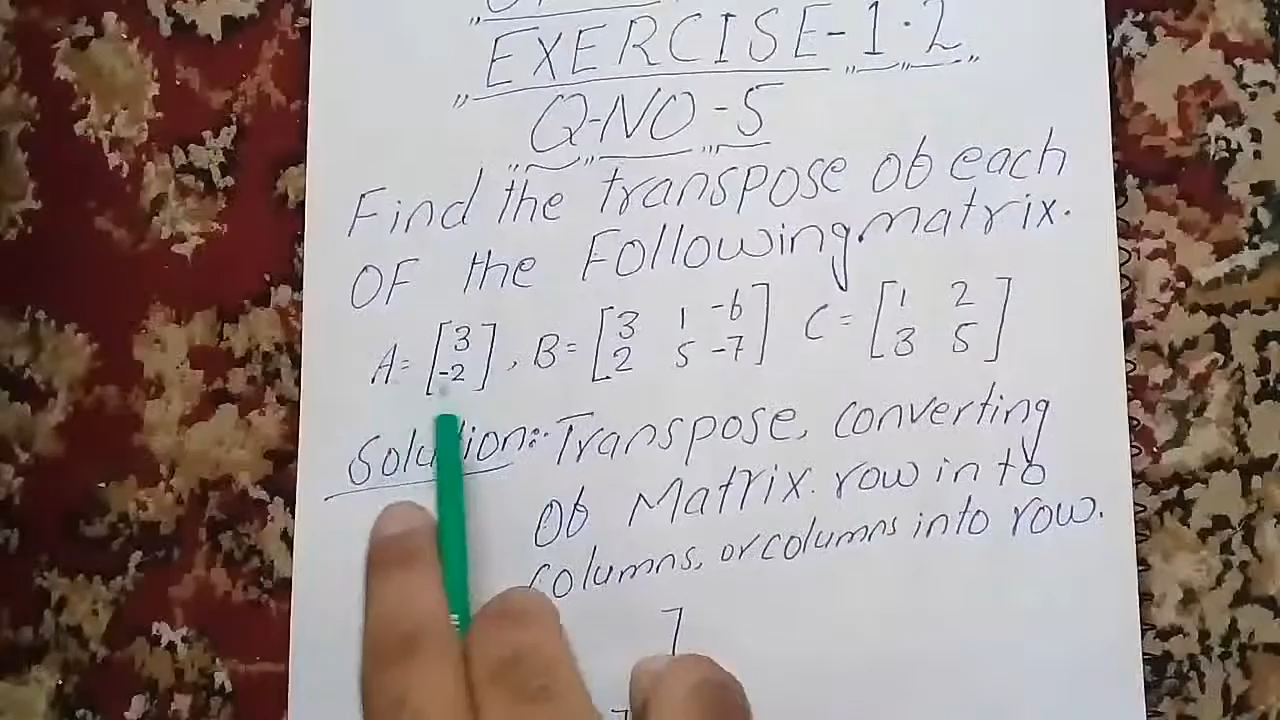 EXERCISE-1.2
Q-NO-5
Find the transpose of each
OF the Following matrix.
A=[3 -2], B=[3 1 -6 2 5 -7] C=[1 2 3 5]
Solution:- Transpose, converting
Of Matrix. row into
columns, or columns into row.